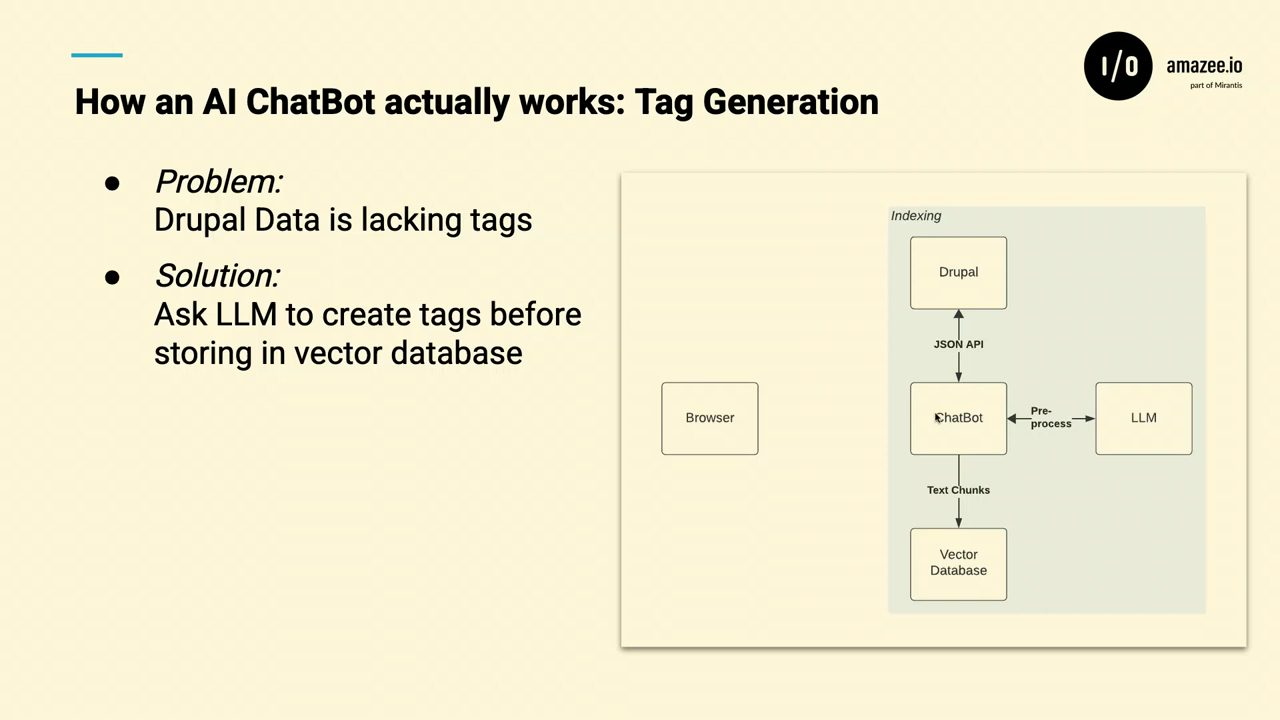 I/O
amazee.io
part of Mirantis
How an AI ChatBot actually works: Tag Generation
● Problem:
Drupal Data is lacking tags
● Solution:
Ask LLM to create tags before
storing in vector database
Indexing
Drupal
JSON API
Browser
ChatBot
Pre-
process
LLM
Text Chunks
Vector
Database